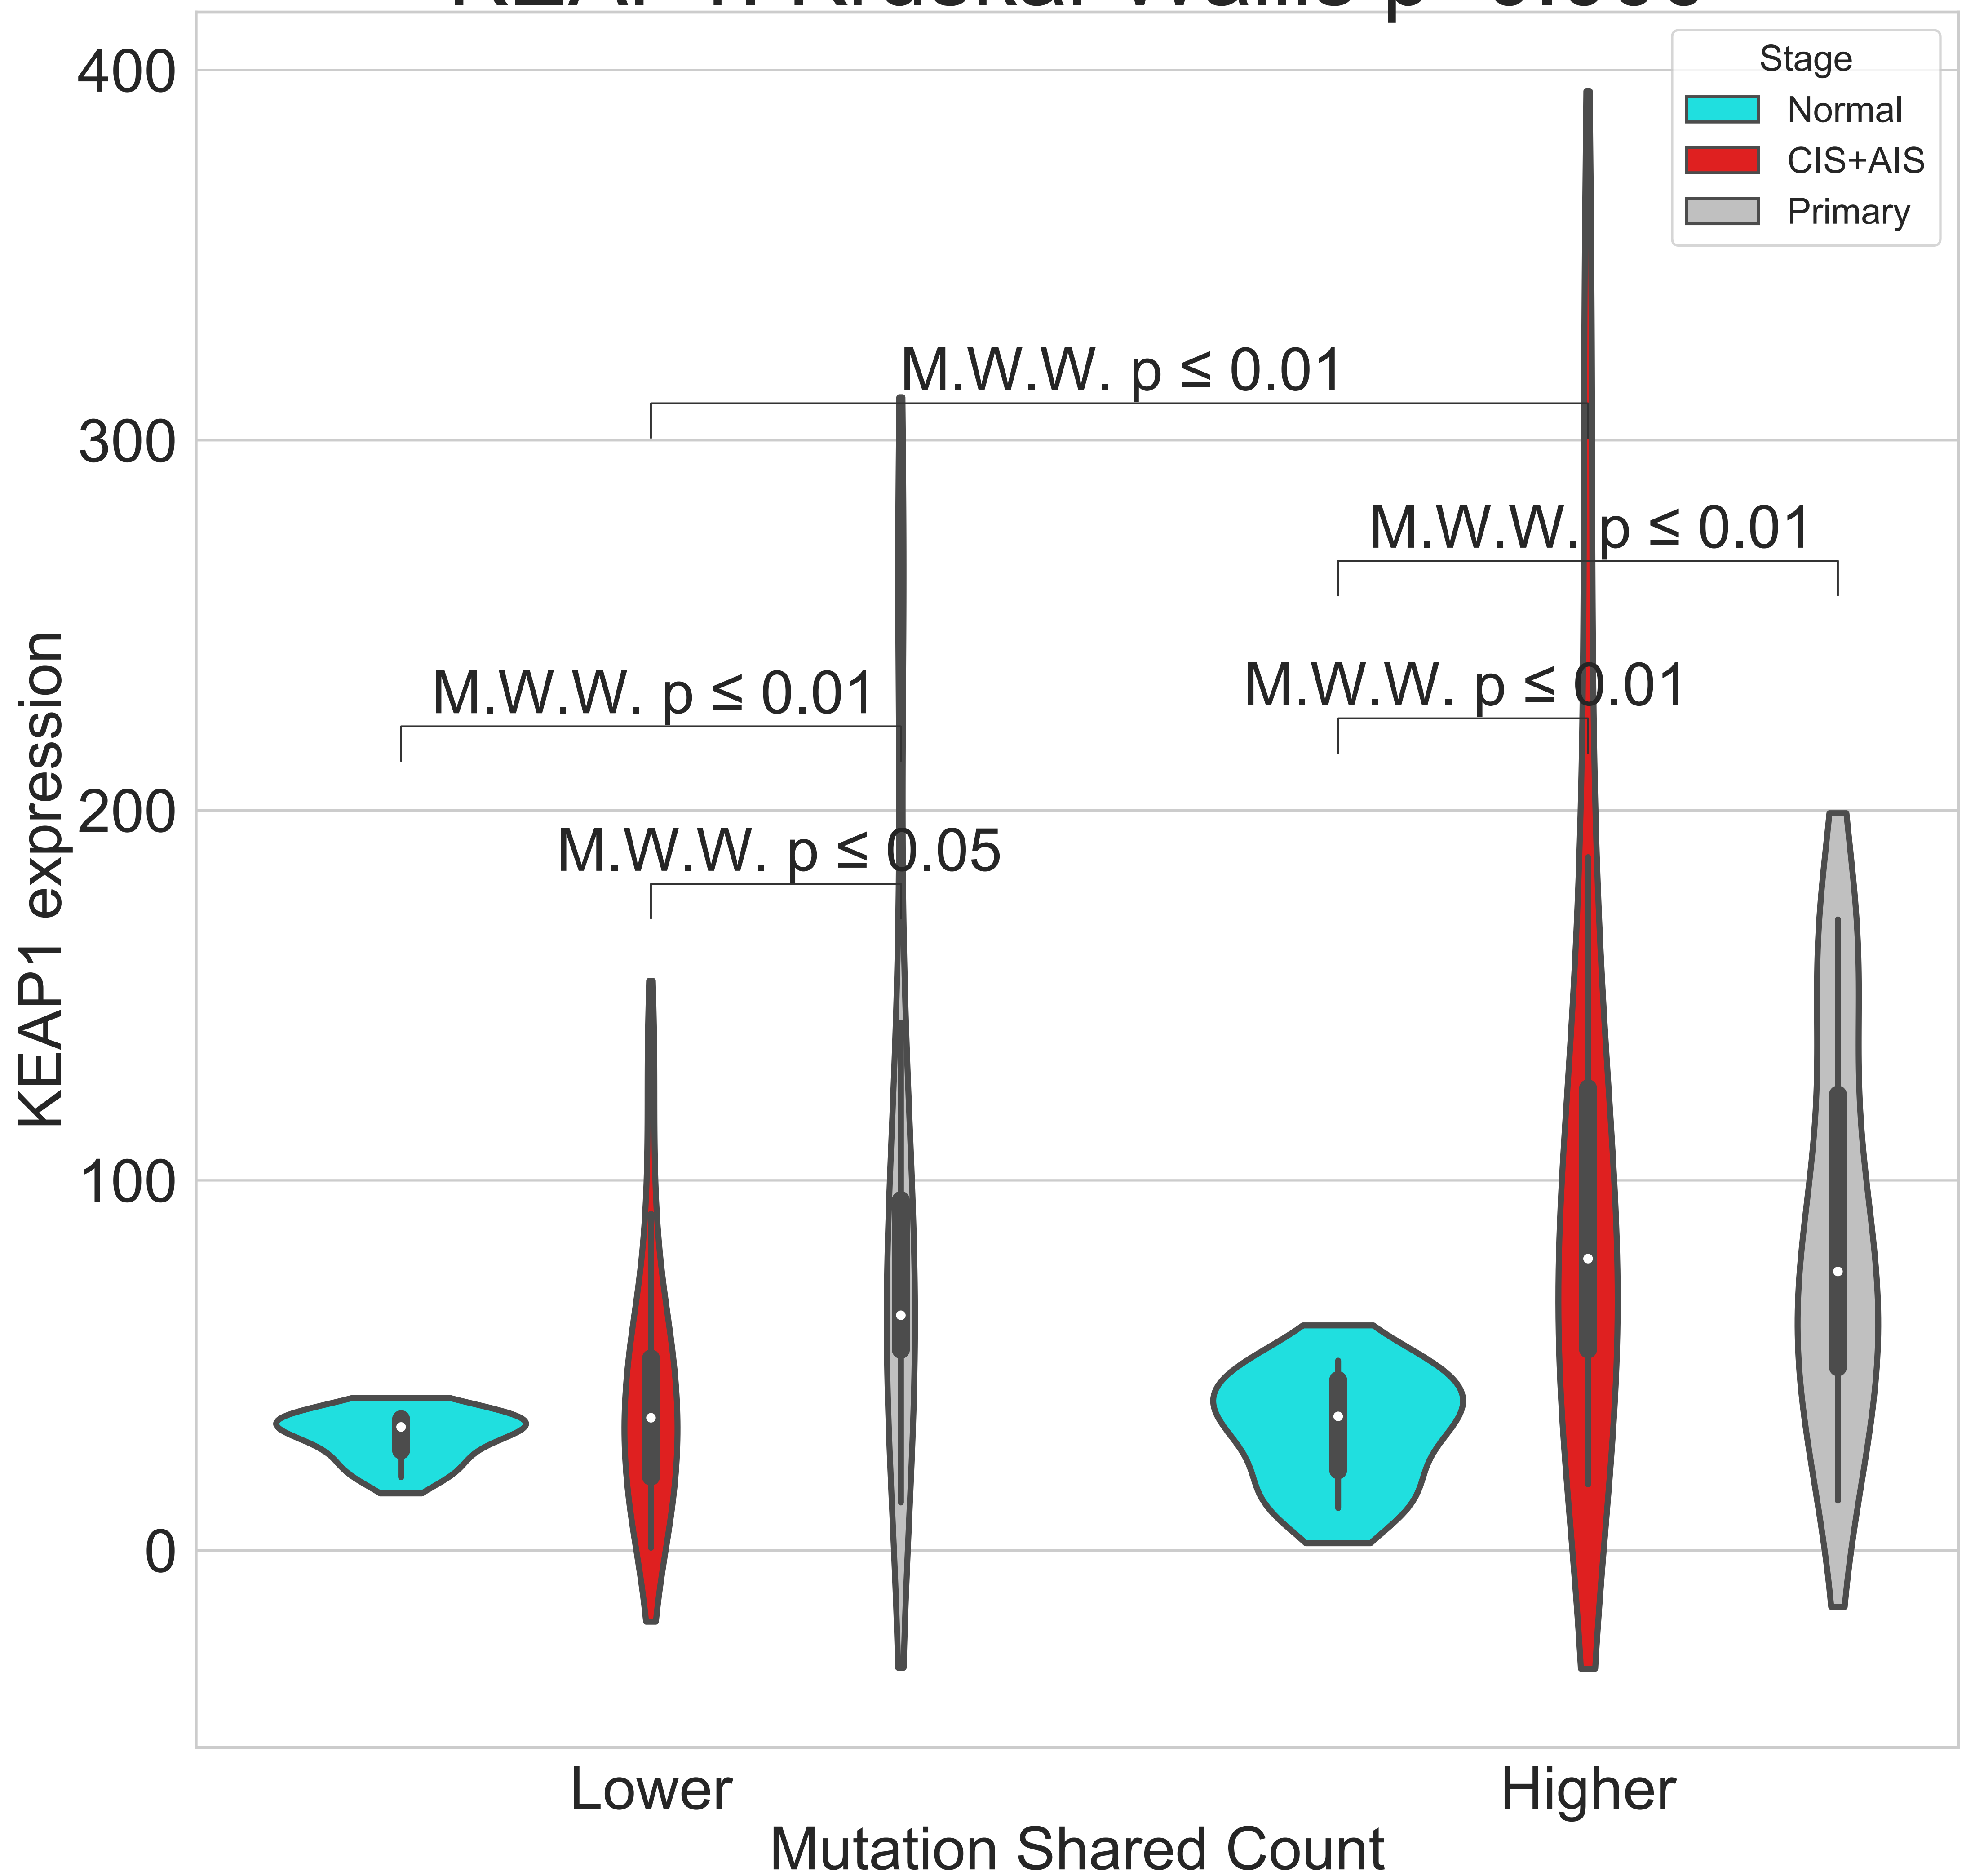 Stage
Normal
CIS+AIS
Primary
400
300
200
100
0
KEAP1 expression
M.W.W. p ≤ 0.01
M.W.W. p ≤ 0.01
M.W.W. p ≤ 0.01
M.W.W. p ≤ 0.01
M.W.W. p ≤ 0.05
Lower
Higher
Mutation Shared Count